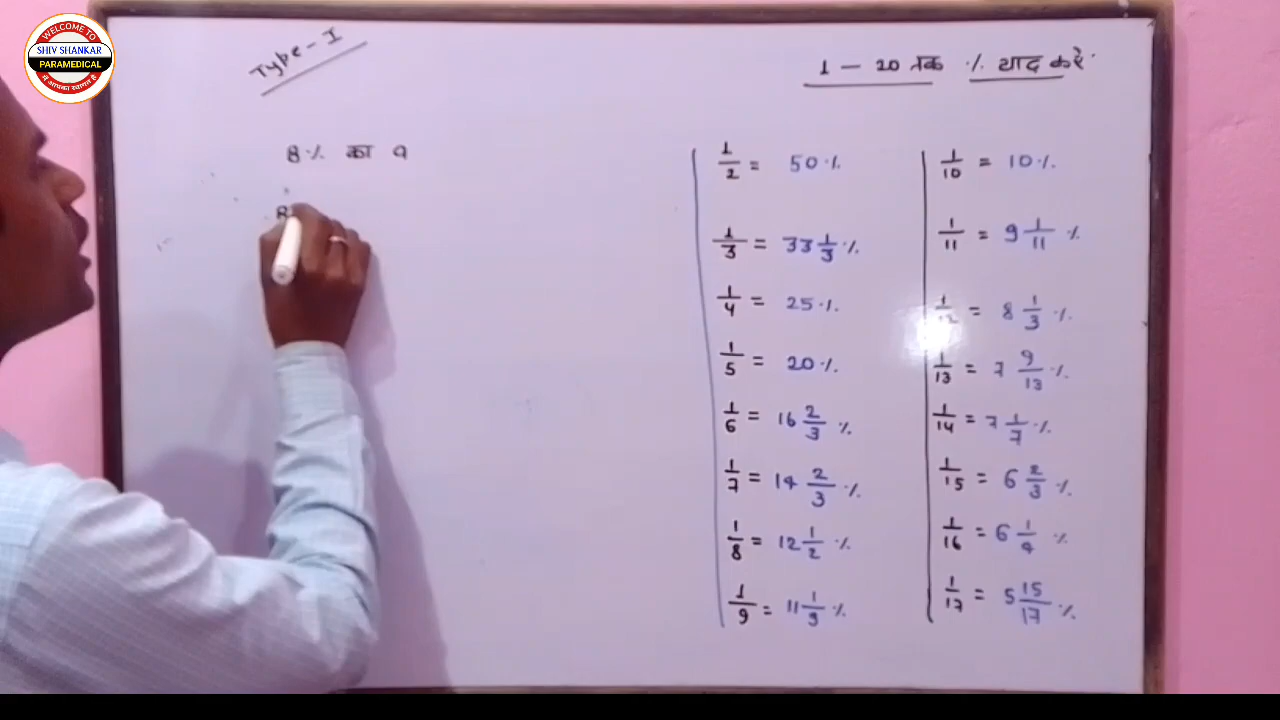 WELCOME TO
SHIV SHANKAR
PARAMEDICAL
में आपका स्वागत है
Type-I
1 - 20 तक % याद करे
8% का 9
8
1/2 = 50%
1/3 = 33 1/3 %
1/4 = 25%
1/5 = 20%
1/6 = 16 2/3 %
1/7 = 14 2/3 %
1/8 = 12 1/2 %
1/9 = 11 1/9 %
1/10 = 10%
1/11 = 9 1/11 %
1/12 = 8 1/3 %
1/13 = 7 9/13 %
1/14 = 7 1/7 %
1/15 = 6 2/3 %
1/16 = 6 1/4 %
1/17 = 5 15/17 %